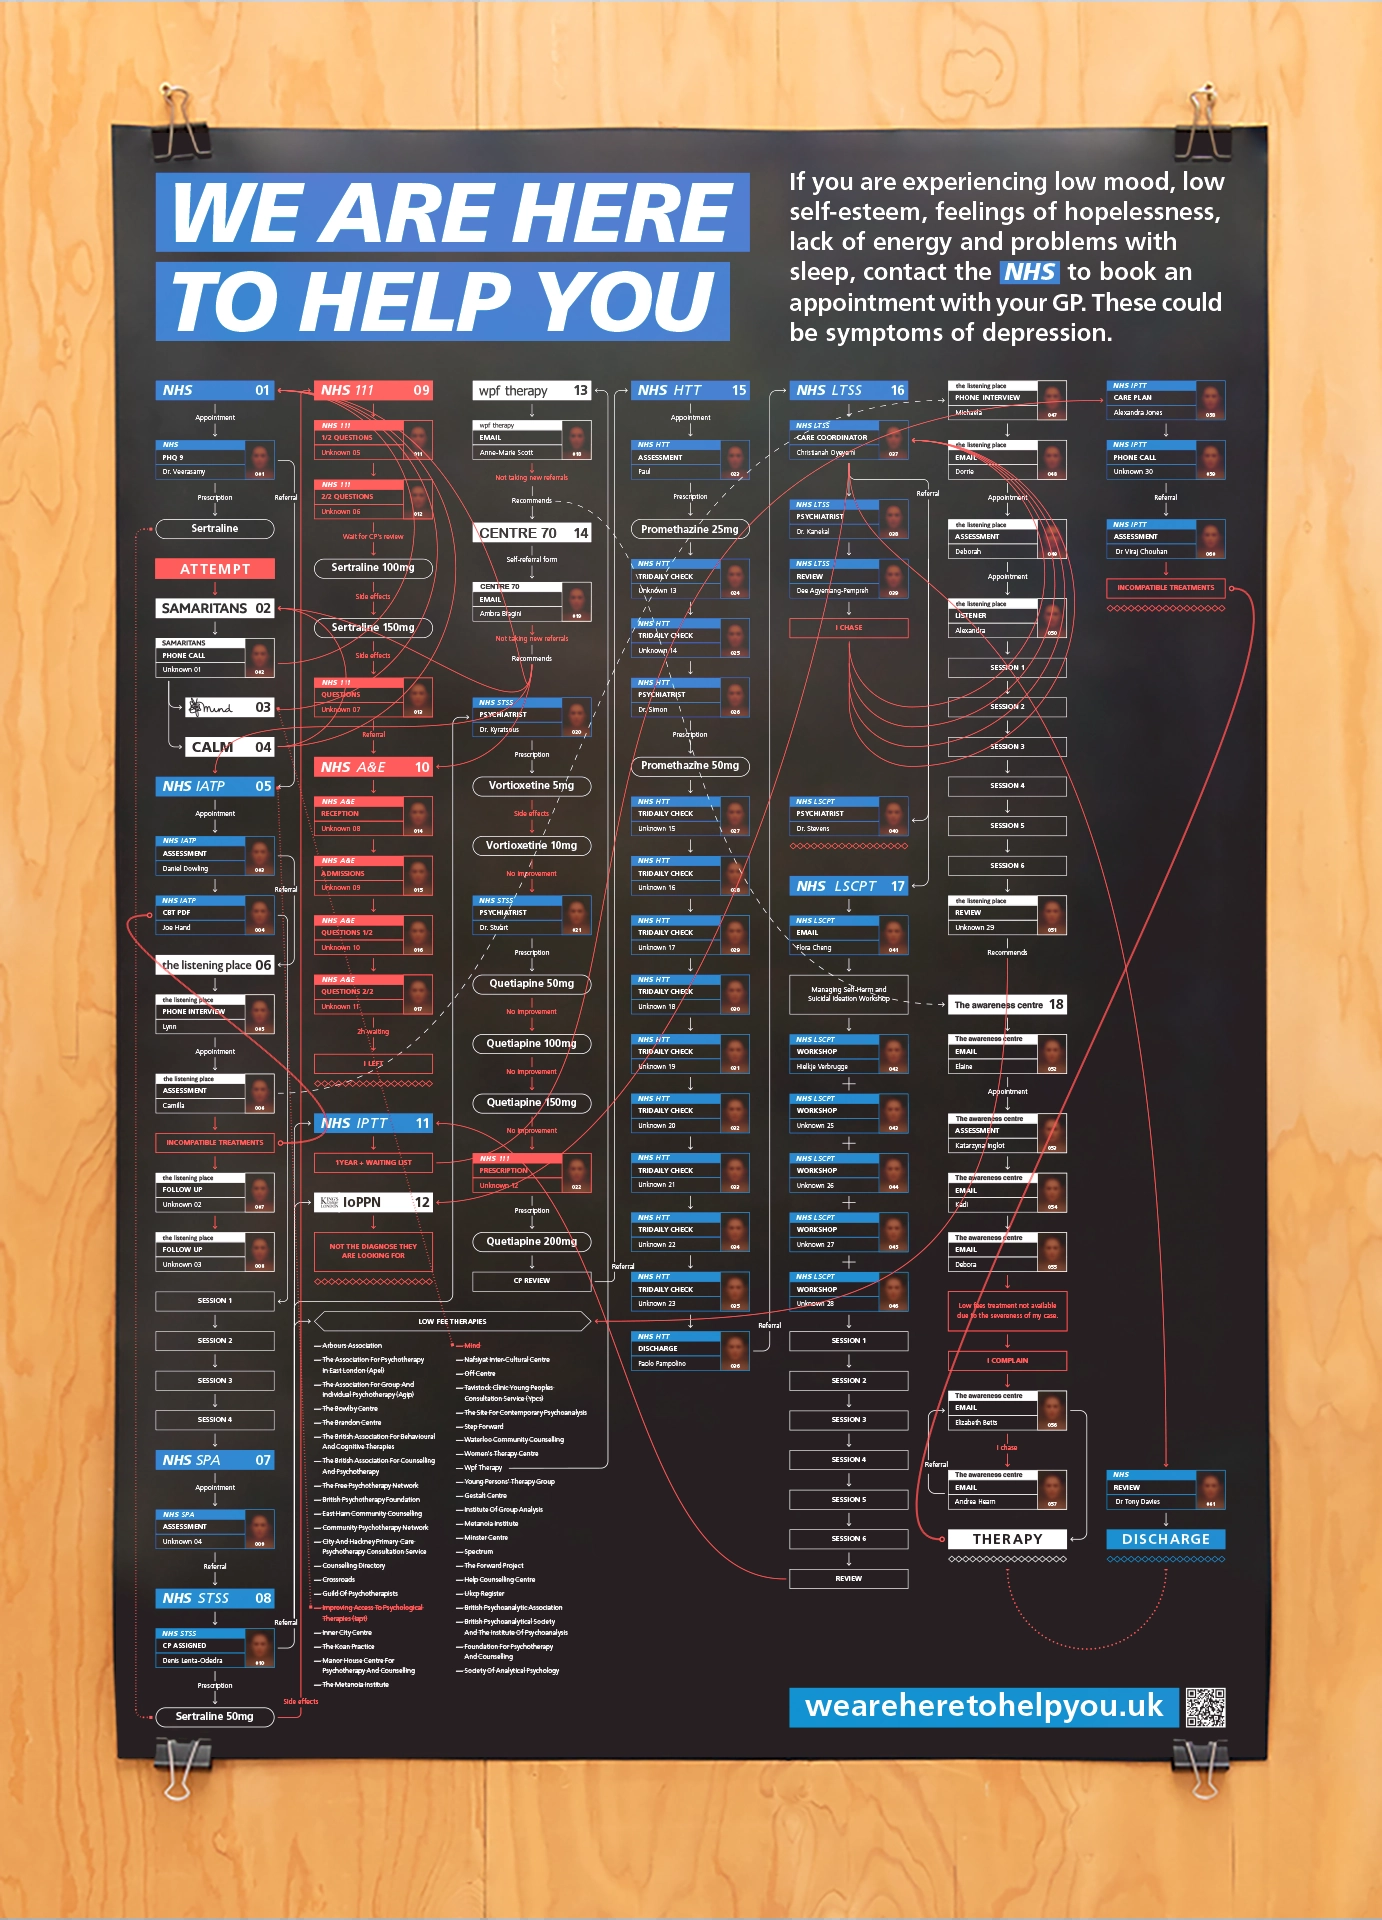 WE ARE HERE
TO HELP YOU
If you are experiencing low mood, low
self-esteem, feelings of hopelessness,
lack of energy and problems with
sleep, contact the NHS to book an
appointment with your GP. These could
be symptoms of depression.
NHS 01
Appointment
NHS
PHQ 9
Dr. Veerasamy
001
Prescription
Referral
Sertraline
ATTEMPT
SAMARITANS 02
SAMARITANS
PHONE CALL
Unknown 01
002
mind 03
CALM 04
NHS IATP 05
Appointment
NHS IATP
ASSESSMENT
Daniel Dowling
003
Referral
NHS IATP
CBT PDF
Joe Hand
004
the listening place 06
the listening place
PHONE INTERVIEW
Lynn
005
Appointment
the listening place
ASSESSMENT
Camilla
006
INCOMPATIBLE TREATMENTS
the listening place
FOLLOW UP
Unknown 02
007
the listening place
FOLLOW UP
Unknown 03
008
SESSION 1
SESSION 2
SESSION 3
SESSION 4
NHS SPA 07
Appointment
NHS SPA
ASSESSMENT
Unknown 04
009
Referral
NHS STSS 08
Referral
NHS STSS
CP ASSIGNED
Denis Lenta-Odedra
010
Prescription
Side effects
Sertraline 50mg
NHS 111 09
NHS 111
1/2 QUESTIONS
Unknown 05
011
NHS 111
2/2 QUESTIONS
Unknown 06
012
Wait for CP's review
Sertraline 100mg
Side effects
Sertraline 150mg
Side effects
NHS 111
QUESTIONS
Unknown 07
013
Referral
NHS A&E 10
NHS A&E
RECEPTION
Unknown 08
014
NHS A&E
ADMISSIONS
Unknown 09
015
NHS A&E
QUESTIONS 1/2
Unknown 10
016
NHS A&E
QUESTIONS 2/2
Unknown 11
017
2h waiting
I LEFT
NHS IPTT 11
1YEAR + WAITING LIST
KING'S
College
LONDON
IoPPN 12
NOT THE DIAGNOSE THEY
ARE LOOKING FOR
wpf therapy 13
wpf therapy
EMAIL
Anne-Marie Scott
018
Not taking new referrals
Recommends
CENTRE 70 14
Self-referral form
CENTRE 70
EMAIL
Ambra Biagini
019
Not taking new referrals
Recommends
NHS STSS
PSYCHIATRIST
Dr. Kyratsous
020
Prescription
Vortioxetine 5mg
Side effects
Vortioxetine 10mg
No improvement
NHS STSS
PSYCHIATRIST
Dr. Stuart
021
Prescription
Quetiapine 50mg
No improvement
Quetiapine 100mg
No improvement
Quetiapine 150mg
No improvement
NHS 111
PRESCRIPTION
Unknown 12
022
Prescription
Quetiapine 200mg
CP REVIEW
Referral
LOW FEE THERAPIES
Arbours Association
The Association For Psychotherapy
In East London (Apel)
The Association For Group And
Individual Psychotherapy (Agip)
The Bowlby Centre
The Brandon Centre
The British Association For Behavioural
And Cognitive Therapies
The British Association For Counselling
And Psychotherapy
The Free Psychotherapy Network
British Psychotherapy Foundation
East Ham Community Counselling
Community Psychotherapy Network
City And Hackney Primary Care
Psychotherapy Consultation Service
Counselling Directory
Crossroads
Guild Of Psychotherapists
Improving Access To Psychological
Therapies (Iapt)
Inner City Centre
The Koan Practice
Manor House Centre For
Psychotherapy And Counselling
The Metanoia Institute
Mind
Nafsiyat Inter-Cultural Centre
Off Centre
Tavistock Clinic Young Peoples
Consultation Service (Ypcs)
The Site For Contemporary Psychoanalysis
Step Forward
Waterloo Community Counselling
Women's Therapy Centre
Wpf Therapy
Young Persons' Therapy Group
Gestalt Centre
Institute Of Group Analysis
Metanoia Institute
Minster Centre
Spectrum
The Forward Project
Help Counselling Centre
Ukcp Register
British Psychoanalytic Association
British Psychoanalytical Society
And The Institute Of Psychoanalysis
Foundation For Psychotherapy
And Counselling
Society Of Analytical Psychology
NHS HTT 15
Appointment
NHS HTT
ASSESSMENT
Paul
023
Prescription
Promethazine 25mg
NHS HTT
TRIDAILY CHECK
Unknown 13
024
NHS HTT
TRIDAILY CHECK
Unknown 14
025
NHS HTT
PSYCHIATRIST
Dr. Simon
026
Prescription
Promethazine 50mg
NHS HTT
TRIDAILY CHECK
Unknown 15
027
NHS HTT
TRIDAILY CHECK
Unknown 16
NHS HTT
TRIDAILY CHECK
Unknown 17
029
NHS HTT
TRIDAILY CHECK
Unknown 18
030
NHS HTT
TRIDAILY CHECK
Unknown 19
031
NHS HTT
TRIDAILY CHECK
Unknown 20
NHS HTT
TRIDAILY CHECK
Unknown 21
033
NHS HTT
TRIDAILY CHECK
Unknown 22
034
NHS HTT
TRIDAILY CHECK
Unknown 23
035
NHS HTT
DISCHARGE
Paolo Pampolino
036
Referral
NHS LTSS 16
NHS LTSS
CARE COORDINATOR
Christianah Oyeyemi
037
Referral
NHS LTSS
PSYCHIATRIST
Dr. Kanekal
038
NHS LTSS
REVIEW
Dee Agyemang-Pempreh
039
I CHASE
NHS LSCPT
PSYCHIATRIST
Dr. Stevens
040
NHS LSCPT 17
NHS LSCPT
EMAIL
Flora Cheng
041
Managing Self-Harm and
Suicidal Ideation Workshop
NHS LSCPT
WORKSHOP
Hielkje Verbrugge
042
NHS LSCPT
WORKSHOP
Unknown 25
043
NHS LSCPT
WORKSHOP
Unknown 26
044
NHS LSCPT
WORKSHOP
Unknown 27
045
NHS LSCPT
WORKSHOP
Unknown 28
046
SESSION 1
SESSION 2
SESSION 3
SESSION 4
SESSION 5
SESSION 6
REVIEW
the listening place
PHONE INTERVIEW
Michaela
047
the listening place
EMAIL
Dorrie
048
Appointment
the listening place
ASSESSMENT
Deborah
049
Appointment
the listening place
LISTENER
Alexandra
050
SESSION 1
SESSION 2
SESSION 3
SESSION 4
SESSION 5
SESSION 6
the listening place
REVIEW
Unknown 29
051
Recommends
The awareness centre 18
The awareness centre
EMAIL
Elaine
052
Appointment
The awareness centre
ASSESSMENT
Katarzyna Inglot
053
The awareness centre
EMAIL
Kadi
054
The awareness centre
EMAIL
Debora
055
Low fees treatment not available
due to the severeness of my case.
I COMPLAIN
The awareness centre
EMAIL
Elizabeth Betts
056
I chase
Referral
The awareness centre
EMAIL
Andrea Hearn
057
THERAPY
NHS IPTT
CARE PLAN
Alexandra Jones
058
NHS IPTT
PHONE CALL
Unknown 30
059
Referral
NHS IPTT
ASSESSMENT
Dr Viraj Chouhan
060
INCOMPATIBLE TREATMENTS
NHS
REVIEW
Dr Tony Davies
061
DISCHARGE
weareheretohelpyou.uk